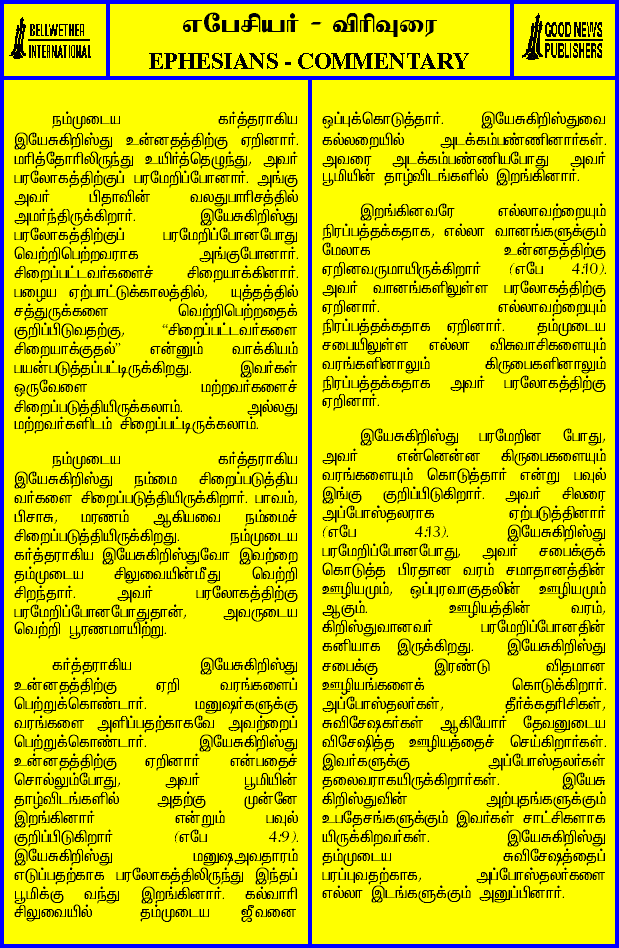 BELLWETHER
INTERNATIONAL
எபேசியர் - விரிவுரை
EPHESIANS - COMMENTARY
GOOD NEWS
PUBLISHERS
நம்முடைய கர்த்தராகிய
இயேசுகிறிஸ்து உன்னதத்திற்கு ஏறினார்.
மரித்தோரிலிருந்து உயிர்த்தெழுந்து, அவர்
பரலோகத்திற்குப் பரமேறிப்போனார். அங்கு
அவர் பிதாவின் வலதுபாரிசத்தில்
அமர்ந்திருக்கிறார். இயேசுகிறிஸ்து
பரலோகத்திற்குப் பரமேறிப்போனபோது
வெற்றிபெற்றவராக அங்குபோனார்.
சிறைப்பட்டவர்களைச் சிறையாக்கினார்.
பழைய ஏற்பாட்டுக்காலத்தில், யுத்தத்தில்
சத்துருக்களை வெற்றிபெற்றதைக்
குறிப்பிடுவதற்கு, “சிறைப்பட்டவர்களை
சிறையாக்குதல்” என்னும் வாக்கியம்
பயன்படுத்தப்பட்டிருக்கிறது. இவர்கள்
ஒருவேளை மற்றவர்களைச்
சிறைப்படுத்தியிருக்கலாம். அல்லது
மற்றவர்களிடம் சிறைப்பட்டிருக்கலாம்.
நம்முடைய கர்த்தராகிய
இயேசுகிறிஸ்து நம்மை சிறைப்படுத்திய
வர்களை சிறைப்படுத்தியிருக்கிறார். பாவம்,
பிசாசு, மரணம் ஆகியவை நம்மைச்
சிறைப்படுத்தியிருக்கிறது. நம்முடைய
கர்த்தராகிய இயேசுகிறிஸ்துவோ இவற்றை
தம்முடைய சிலுவையின்மீது வெற்றி
சிறந்தார். அவர் பரலோகத்திற்கு
பரமேறிப்போனபோதுதான், அவருடைய
வெற்றி பூரணமாயிற்று.
கர்த்தராகிய இயேசுகிறிஸ்து
உன்னதத்திற்கு ஏறி வரங்களைப்
பெற்றுக்கொண்டார். மனுஷர்களுக்கு
வரங்களை அளிப்பதற்காகவே அவற்றைப்
பெற்றுக்கொண்டார். இயேசுகிறிஸ்து
உன்னதத்திற்கு ஏறினார் என்பதைச்
சொல்லும்போது, அவர் பூமியின்
தாழ்விடங்களில் அதற்கு முன்னே
இறங்கினார் என்றும் பவுல்
குறிப்பிடுகிறார் (எபே 4:9).
இயேசுகிறிஸ்து மனுஷஅவதாரம்
எடுப்பதற்காக பரலோகத்திலிருந்து இந்தப்
பூமிக்கு வந்து இறங்கினார். கல்வாரி
சிலுவையில் தம்முடைய ஜீவனை
ஒப்புக்கொடுத்தார். இயேசுகிறிஸ்துவை
கல்லறையில் அடக்கம்பண்ணினார்கள்.
அவரை அடக்கம்பண்ணியபோது அவர்
பூமியின் தாழ்விடங்களில் இறங்கினார்.
இறங்கினவரே எல்லாவற்றையும்
நிரப்பத்தக்கதாக, எல்லா வானங்களுக்கும்
மேலாக உன்னதத்திற்கு
ஏறினவருமாயிருக்கிறார் (எபே 4:10).
அவர் வானங்களிலுள்ள பரலோகத்திற்கு
ஏறினார். எல்லாவற்றையும்
நிரப்பத்தக்கதாக ஏறினார். தம்முடைய
சபையிலுள்ள எல்லா விசுவாசிகளையும்
வரங்களினாலும் கிருபைகளினாலும்
நிரப்பத்தக்கதாக அவர் பரலோகத்திற்கு
ஏறினார்.
இயேசுகிறிஸ்து பரமேறின போது,
அவர் என்னென்ன கிருபைகளையும்
வரங்களையும் கொடுத்தார் என்று பவுல்
இங்கு குறிப்பிடுகிறார். அவர் சிலரை
அப்போஸ்தலராக ஏற்படுத்தினார்
(எபே 4:13). இயேசுகிறிஸ்து
பரமேறிப்போனபோது, அவர் சபைக்குக்
கொடுத்த பிரதான வரம் சமாதானத்தின்
ஊழியமும், ஒப்புரவாகுதலின் ஊழியமும்
ஆகும். ஊழியத்தின் வரம்,
கிறிஸ்துவானவர் பரமேறிப்போனதின்
கனியாக இருக்கிறது. இயேசுகிறிஸ்து
சபைக்கு இரண்டு விதமான
ஊழியங்களைக் கொடுக்கிறார்.
அப்போஸ்தலர்கள், தீர்க்கதரிசிகள்,
சுவிசேஷகர்கள் ஆகியோர் தேவனுடைய
விசேஷித்த ஊழியத்தைச் செய்கிறார்கள்.
இவர்களுக்கு அப்போஸ்தலர்கள்
தலைவராகயிருக்கிறார்கள். இயேசு
கிறிஸ்துவின் அற்புதங்களுக்கும்
உபதேசங்களுக்கும் இவர்கள் சாட்சிகளாக
யிருக்கிறவர்கள். இயேசுகிறிஸ்து
தம்முடைய சுவிசேஷத்தைப்
பரப்புவதற்காக, அப்போஸ்தலர்களை
எல்லா இடங்களுக்கும் அனுப்பினார்.